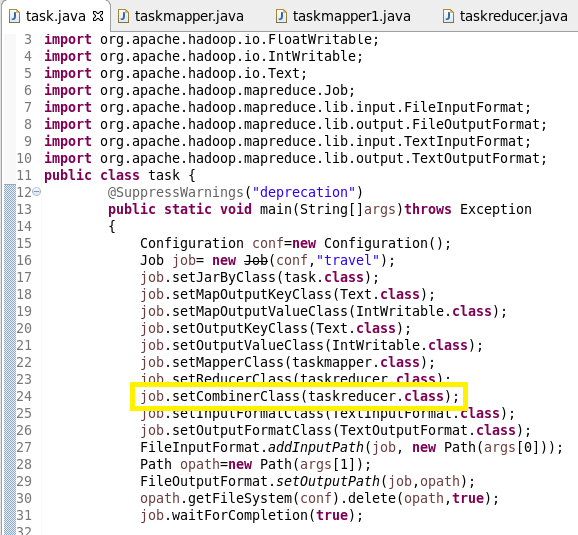 task.java taskmapper.java taskmapper1.java taskreducer.java
3 import org.apache.hadoop.io.FloatWritable;
4 import org.apache.hadoop.io.IntWritable;
5 import org.apache.hadoop.io.Text;
6 import org.apache.hadoop.mapreduce.Job;
7 import org.apache.hadoop.mapreduce.lib.input.FileInputFormat;
8 import org.apache.hadoop.mapreduce.lib.output.FileOutputFormat;
9 import org.apache.hadoop.mapreduce.lib.input.TextInputFormat;
10 import org.apache.hadoop.mapreduce.lib.output.TextOutputFormat;
11 public class task {
12 @SuppressWarnings("deprecation")
13 public static void main(String[]args)throws Exception
14 {
15 Configuration conf=new Configuration();
16 Job job= new Job(conf,"travel");
17 job.setJarByClass(task.class);
18 job.setMapOutputKeyClass(Text.class);
19 job.setMapOutputValueClass(IntWritable.class);
20 job.setOutputKeyClass(Text.class);
21 job.setOutputValueClass(IntWritable.class);
22 job.setMapperClass(taskmapper.class);
23 job.setReducerClass(taskreducer.class);
24 job.setCombinerClass(taskreducer.class);
25 job.setInputFormatClass(TextInputFormat.class);
26 job.setOutputFormatClass(TextOutputFormat.class);
27 FileInputFormat.addInputPath(job, new Path(args[0]));
28 Path opath=new Path(args[1]);
29 FileOutputFormat.setOutputPath(job,opath);
30 opath.getFileSystem(conf).delete(opath,true);
31 job.waitForCompletion(true);
32